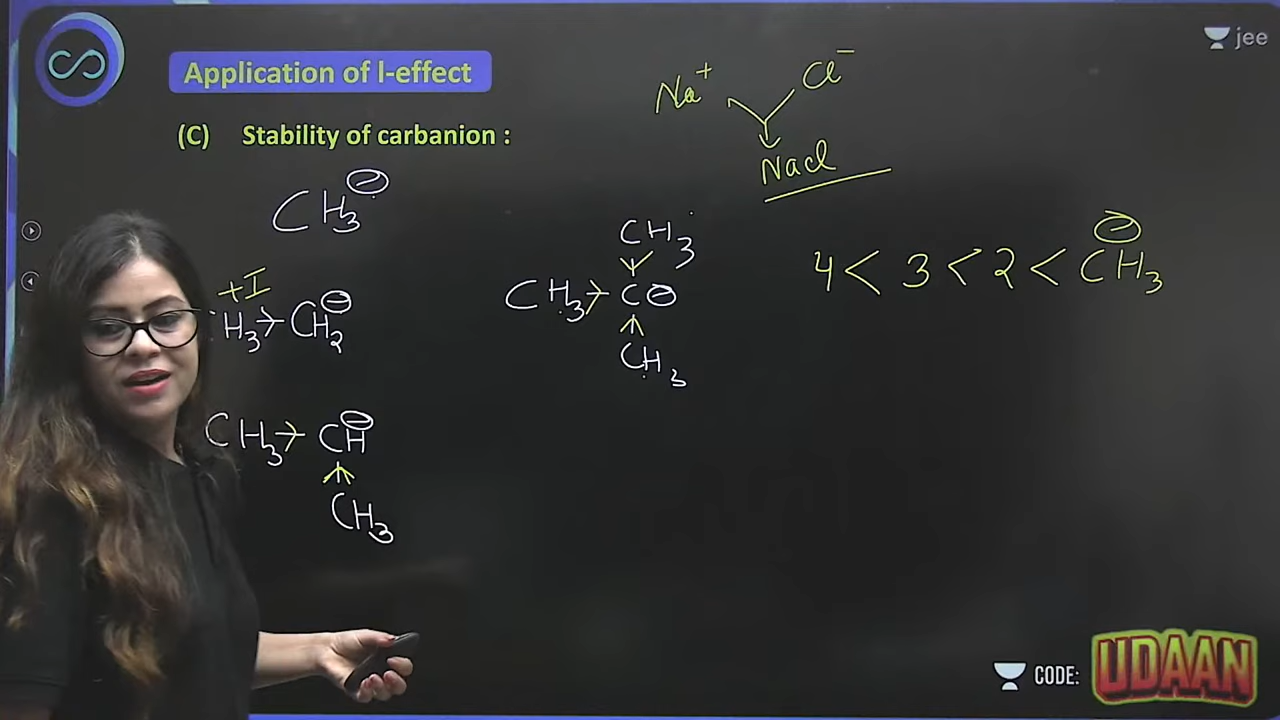 jee
Application of I-effect
(C) Stability of carbanion :
Na⁺ Cl⁻
NaCl
CH₃⊖
+I
H₃ > CH₂⊖
CH₃ > CH⊖
CH₃
CH₃
CH₃ > C⊖
CH₃
4 < 3 < 2 < CH₃⊖
CODE: UDAAN